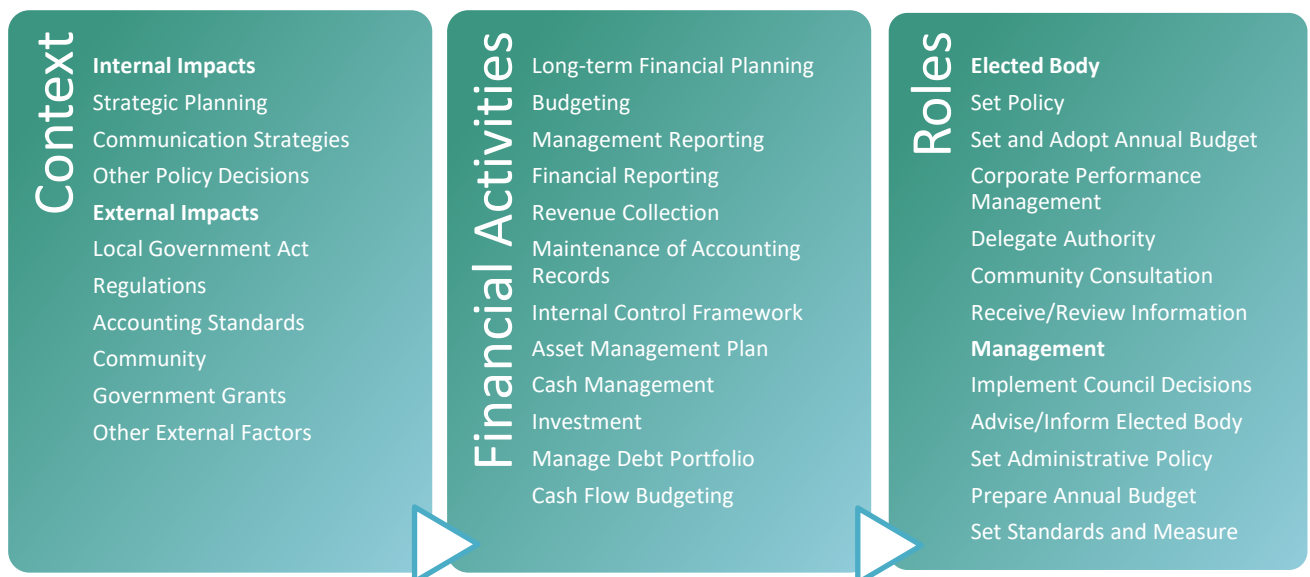 Context
Internal Impacts
Strategic Planning
Communication Strategies
Other Policy Decisions
External Impacts
Local Government Act
Regulations
Accounting Standards
Community
Government Grants
Other External Factors
Financial Activities
Long-term Financial Planning
Budgeting
Management Reporting
Financial Reporting
Revenue Collection
Maintenance of Accounting
Records
Internal Control Framework
Asset Management Plan
Cash Management
Investment
Manage Debt Portfolio
Cash Flow Budgeting
Roles
Elected Body
Set Policy
Set and Adopt Annual Budget
Corporate Performance
Management
Delegate Authority
Community Consultation
Receive/Review Information
Management
Implement Council Decisions
Advise/Inform Elected Body
Set Administrative Policy
Prepare Annual Budget
Set Standards and Measure